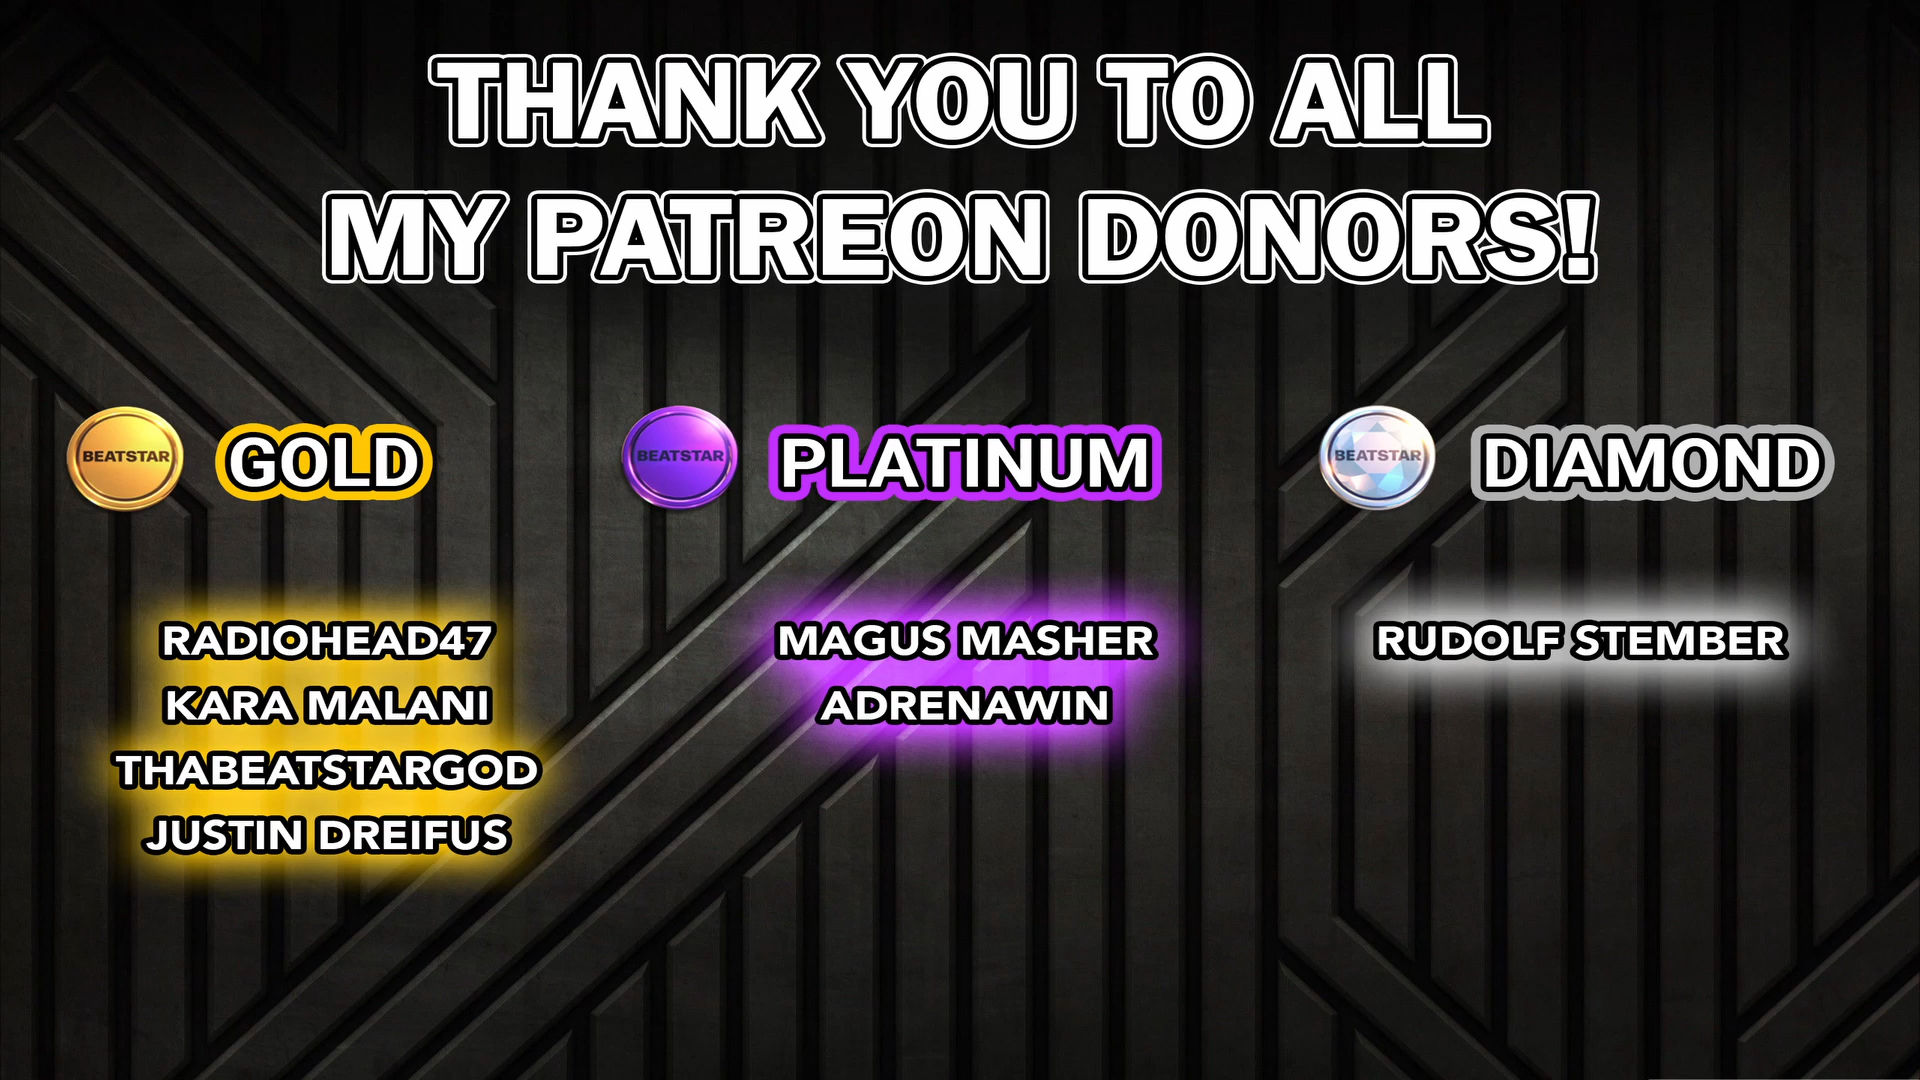 THANK YOU TO ALL
MY PATREON DONORS!
BEATSTAR GOLD
BEATSTAR PLATINUM
BEATSTAR DIAMOND
RADIOHEAD47
KARA MALANI
THABEATSTARGOD
JUSTIN DREIFUS
MAGUS MASHER
ADRENAWIN
RUDOLF STEMBER